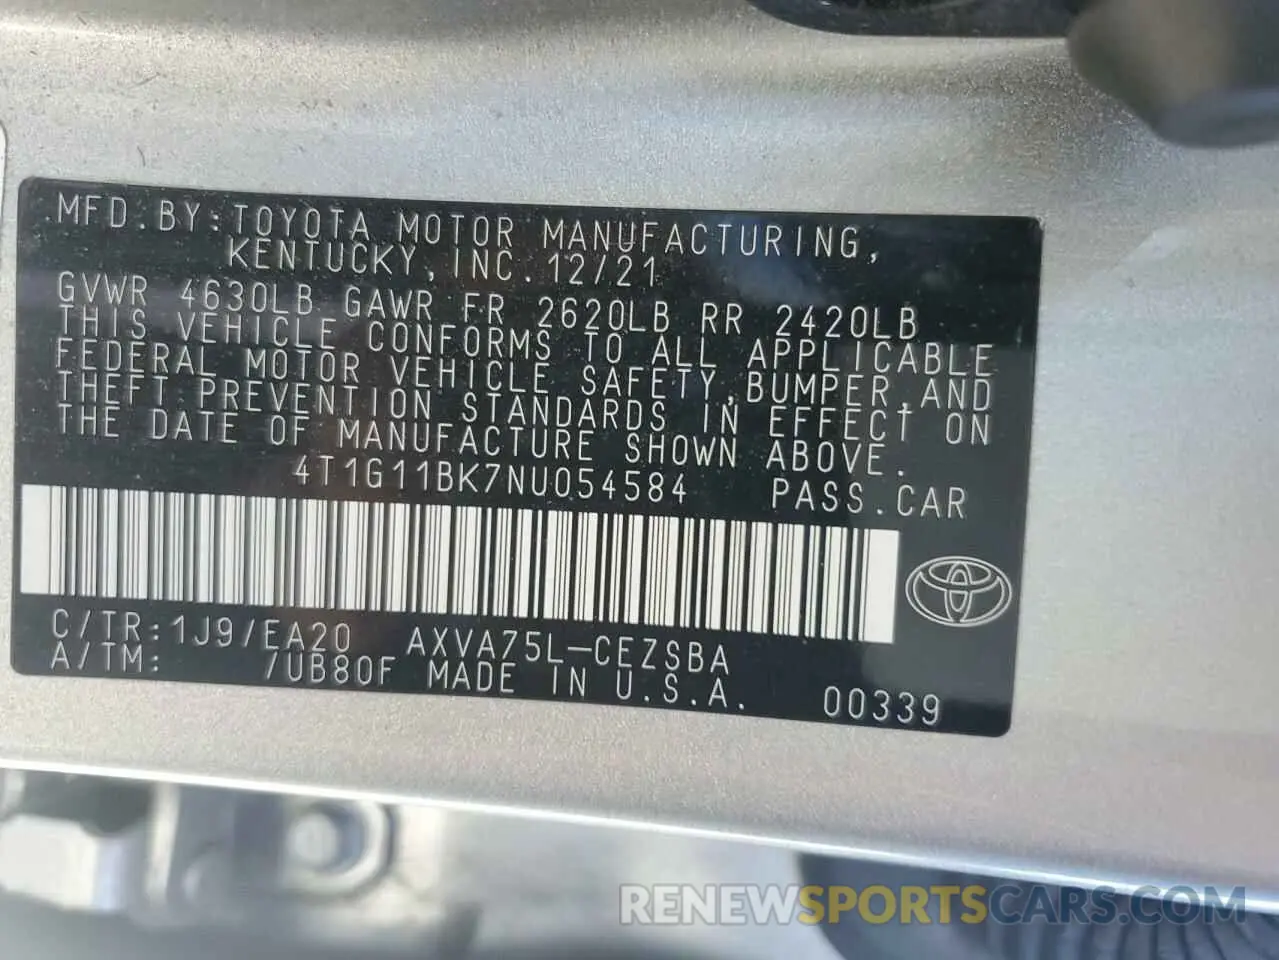 MFD.BY:TOYOTA MOTOR MANUFACTURING,
KENTUCKY,INC. 12/21
GVWR 4630LB GAWR FR 2620LB RR 2420LB
THIS VEHICLE CONFORMS TO ALL APPLICABLE
FEDERAL MOTOR VEHICLE SAFETY,BUMPER,AND
THEFT PREVENTION STANDARDS IN EFFECT ON
THE DATE OF MANUFACTURE SHOWN ABOVE.
4T1G11BK7NU054584 PASS.CAR
C/TR:1J9/EA20 AXVA75L-CEZSBA
A/TM: /UB80F MADE IN U.S.A. 00339
RENEWSPORTSCARS.COM